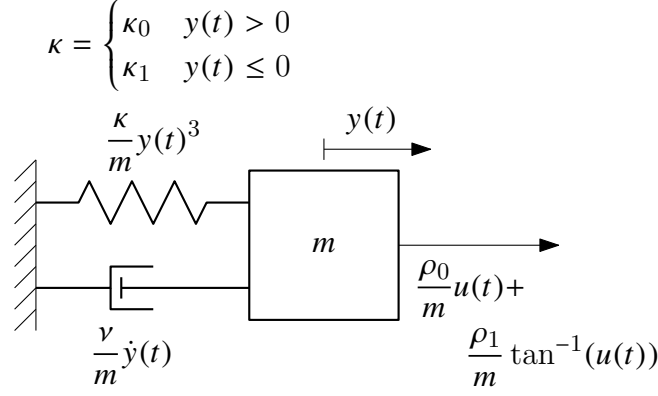 κ = { κ₀ y(t) > 0
κ₁ y(t) ≤ 0
y(t)
κ/m y(t)³
m
ρ₀/m u(t)+
ρ₁/m tan⁻¹(u(t))
ν/m ẏ(t)